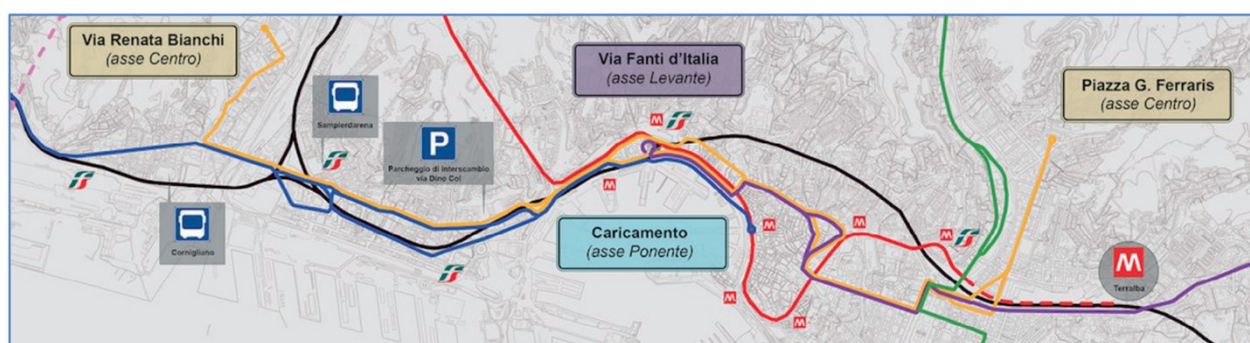 Via Renata Bianchi
(asse Centro)
Sampierdarena
P
Parcheggio di interscambio
via Dino Col
Cornigliano
Via Fanti d'Italia
(asse Levante)
M
M
Caricamento
(asse Ponente)
M
M
M
M
M
Piazza G. Ferraris
(asse Centro)
M
Terralba